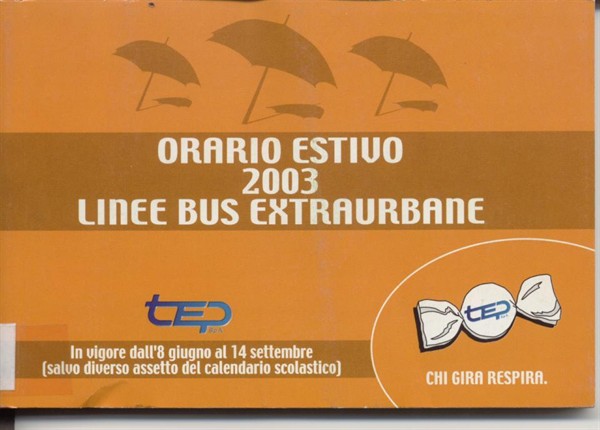 ORARIO ESTIVO
2003
LINEE BUS EXTRAURBANE
tep
In vigore dall'8 giugno al 14 settembre
(salvo diverso assetto del calendario scolastico)
tep
CHI GIRA RESPIRA.